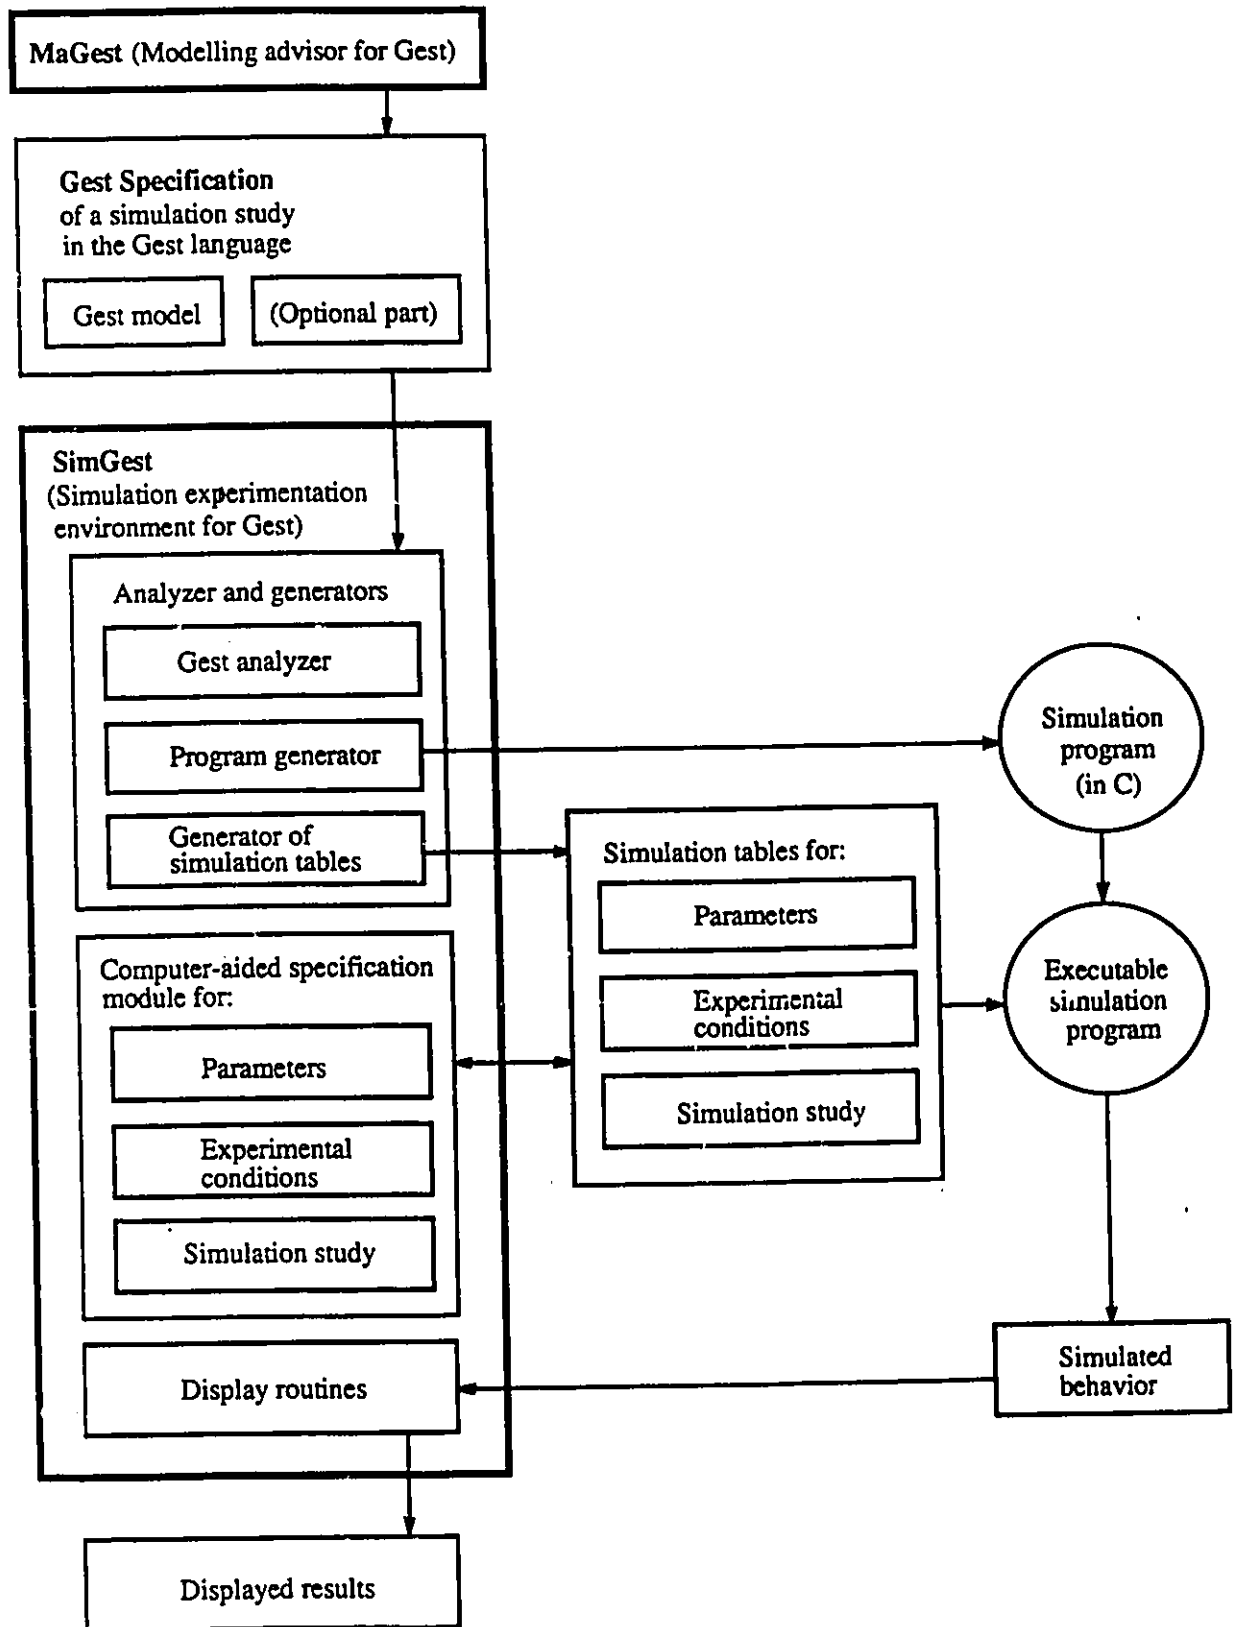 MaGest (Modelling advisor for Gest)
Gest Specification
of a simulation study
in the Gest language
Gest model
(Optional part)
SimGest
(Simulation experimentation
environment for Gest)
Analyzer and generators
Gest analyzer
Program generator
Generator of
simulation tables
Simulation
program
(in C)
Simulation tables for:
Parameters
Experimental
conditions
Simulation study
Executable
simulation
program
Computer-aided specification
module for:
Parameters
Experimental
conditions
Simulation study
Display routines
Simulated
behavior
Displayed results